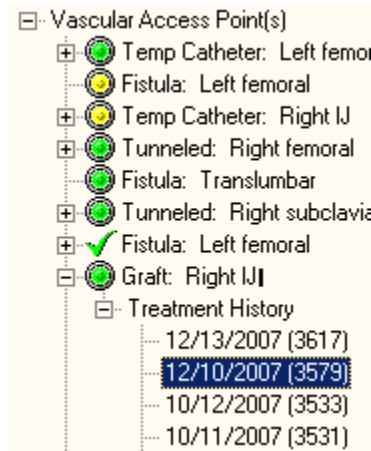 Vascular Access Point(s)
Temp Catheter: Left femor
Fistula: Left femoral
Temp Catheter: Right IJ
Tunneled: Right femoral
Fistula: Translumbar
Tunneled: Right subclavia
Fistula: Left femoral
Graft: Right IJ
Treatment History
12/13/2007 (3617)
12/10/2007 (3579)
10/12/2007 (3533)
10/11/2007 (3531)